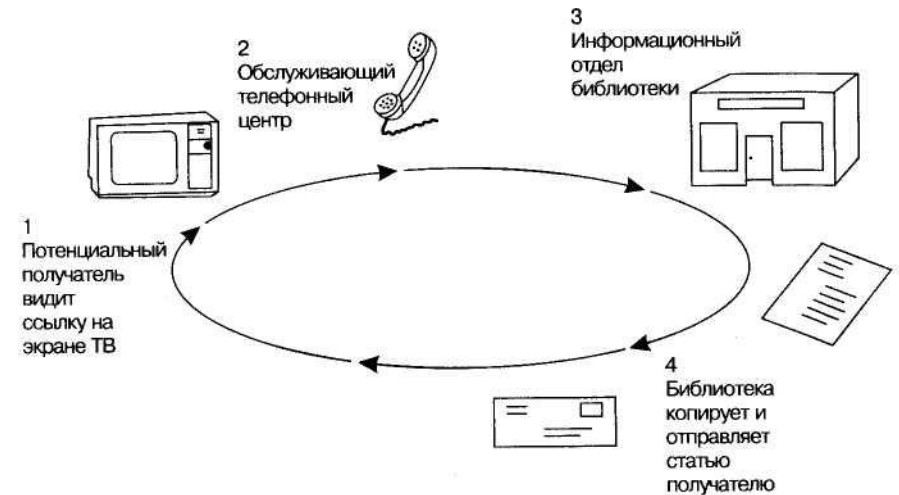 1
Потенциальный
получатель
видит
ссылку на
экране ТВ
2
Обслуживающий
телефонный
центр
3
Информационный
отдел
библиотеки
4
Библиотека
копирует и
отправляет
статью
получателю